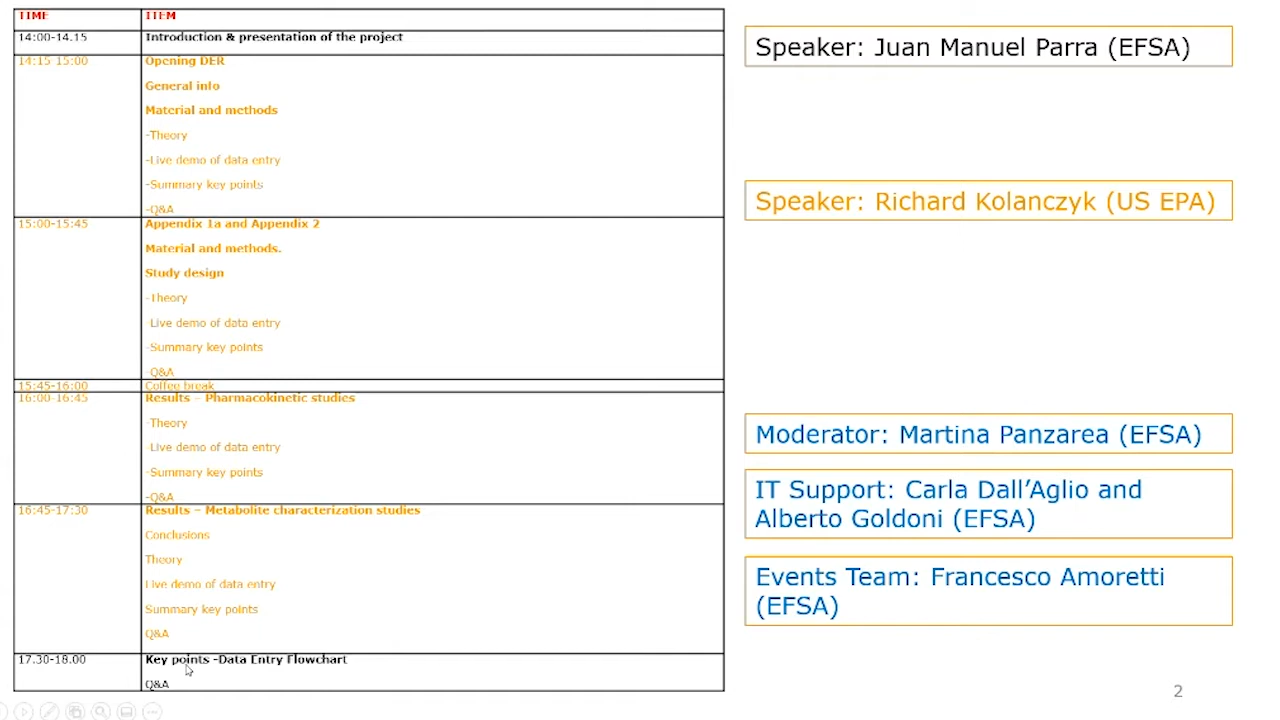 TIME ITEM
14:00-14.15 Introduction & presentation of the project
14:15-15:00 Opening DER
General info
Material and methods
-Theory
-Live demo of data entry
-Summary key points
-Q&A
15:00-15:45 Appendix 1a and Appendix 2
Material and methods.
Study design
-Theory
-Live demo of data entry
-Summary key points
-Q&A
15:45-16:00 Coffee break
16:00-16:45 Results – Pharmacokinetic studies
-Theory
-Live demo of data entry
-Summary key points
-Q&A
16:45-17:30 Results – Metabolite characterization studies
Conclusions
Theory
Live demo of data entry
Summary key points
Q&A
17.30-18.00 Key points -Data Entry Flowchart
Q&A
Speaker: Juan Manuel Parra (EFSA)
Speaker: Richard Kolanczyk (US EPA)
Moderator: Martina Panzarea (EFSA)
IT Support: Carla Dall’Aglio and
Alberto Goldoni (EFSA)
Events Team: Francesco Amoretti
(EFSA)
2